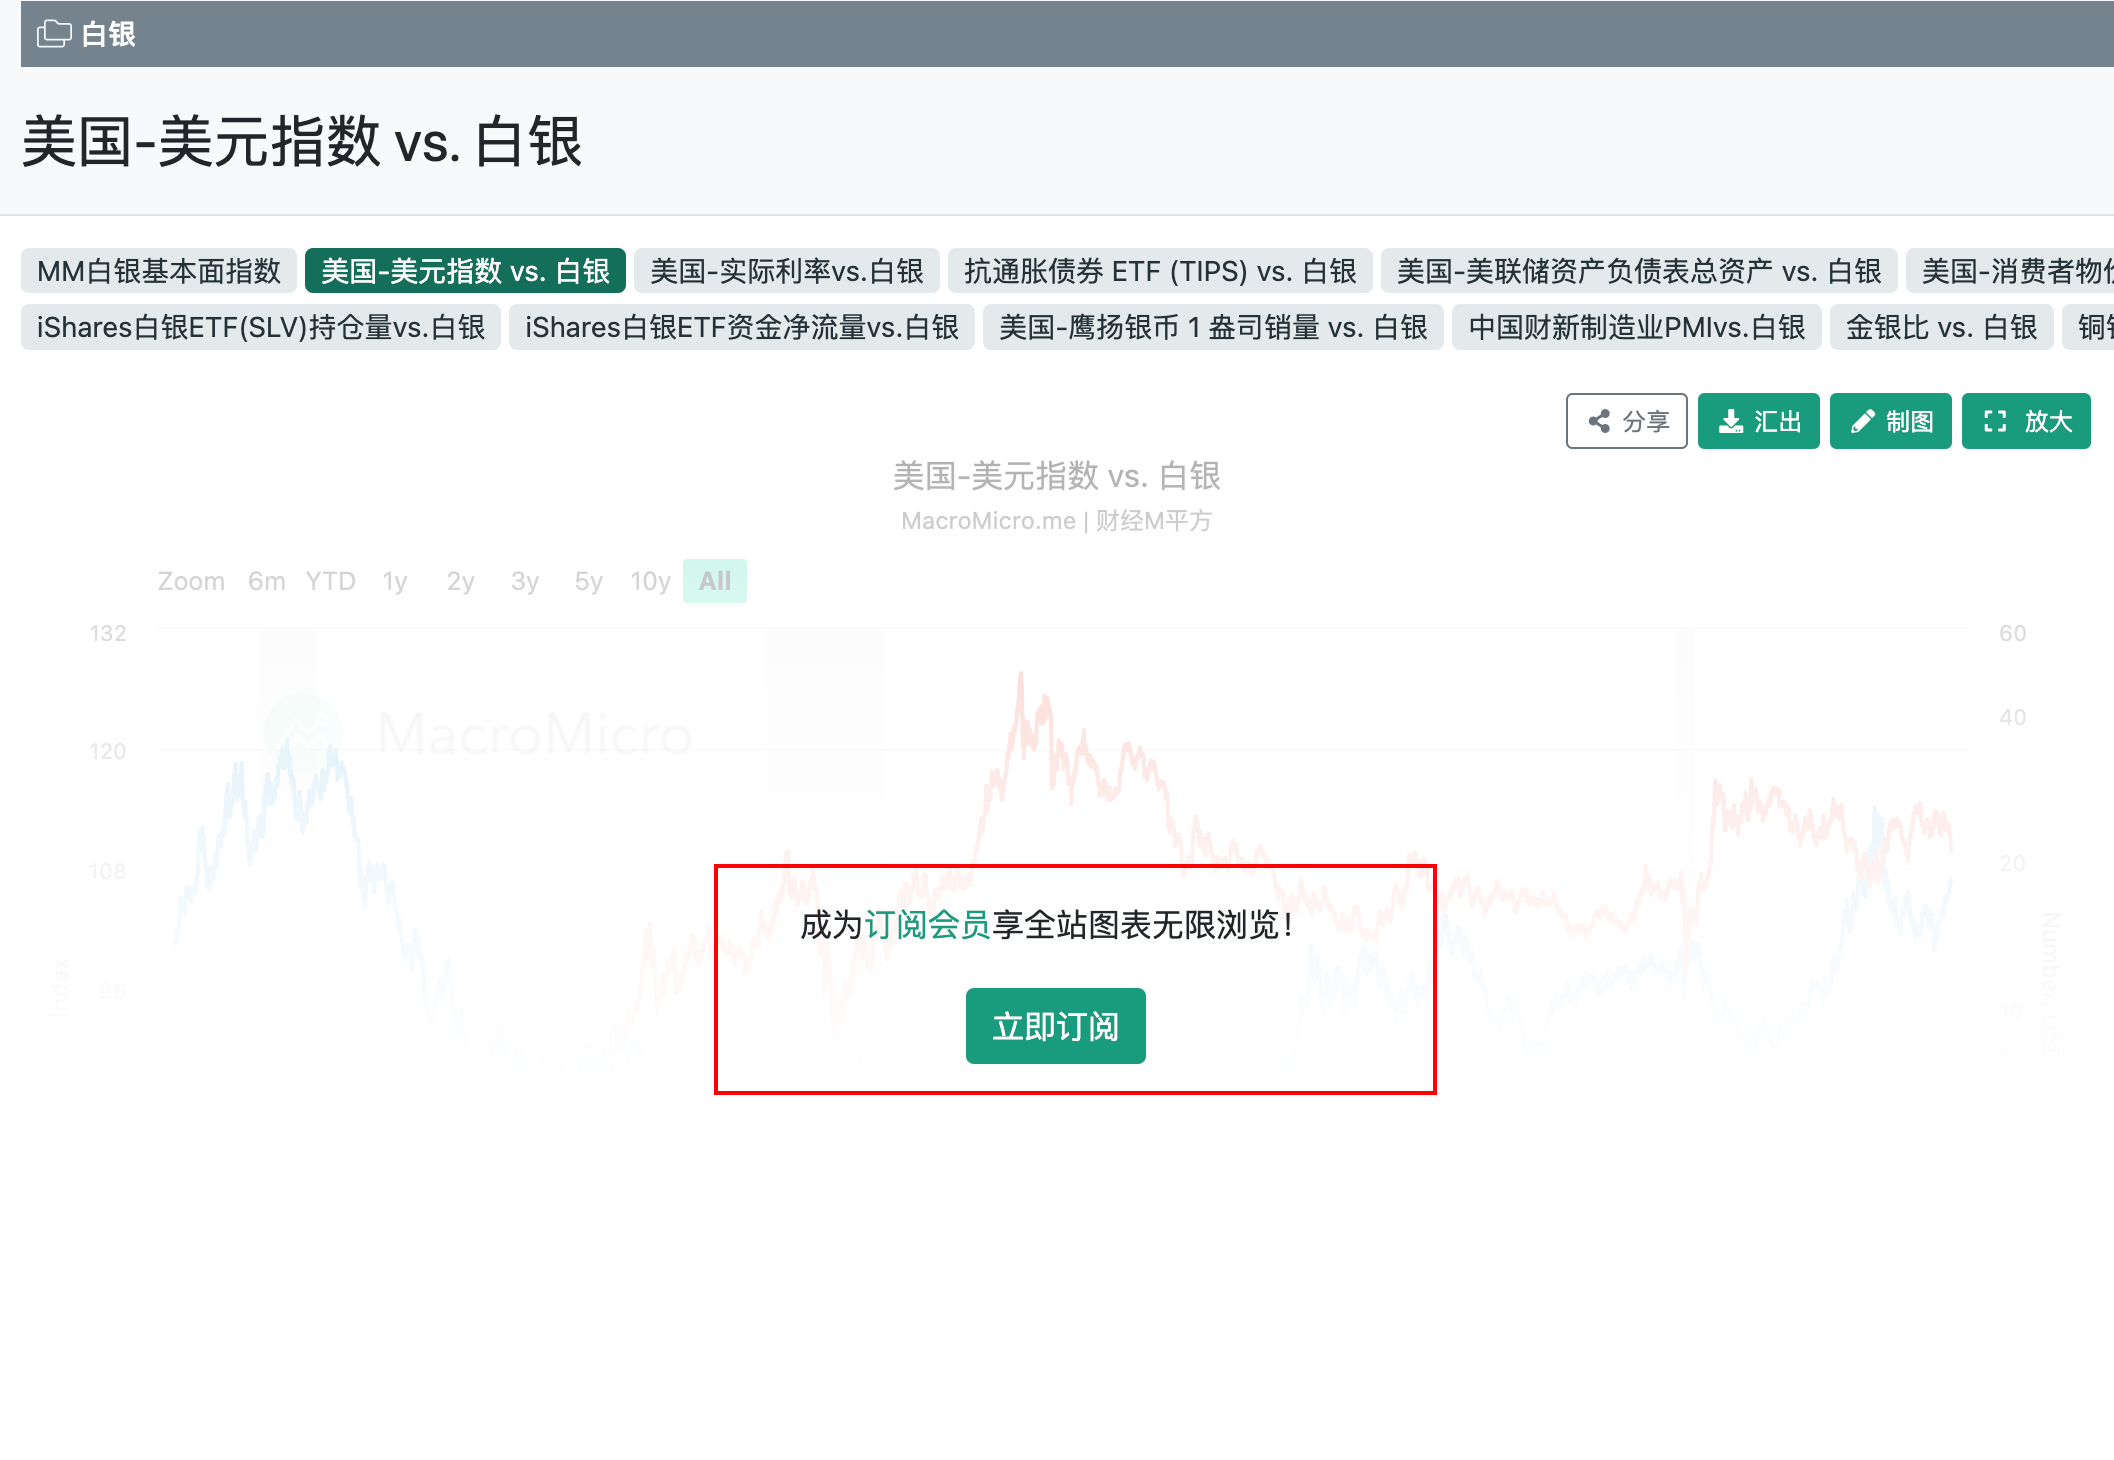 白银
美国-美元指数 vs. 白银
MM白银基本面指数 美国-美元指数 vs. 白银 美国-实际利率vs.白银 抗通胀债券 ETF (TIPS) vs. 白银 美国-美联储资产负债表总资产 vs. 白银 美国-消费者物价
iShares白银ETF(SLV)持仓量vs.白银 iShares白银ETF资金净流量vs.白银 美国-鹰扬银币 1 盎司销量 vs. 白银 中国财新制造业PMIvs.白银 金银比 vs. 白银
分享 汇出 制图 放大
美国-美元指数 vs. 白银
MacroMicro.me | 财经M平方
Zoom 6m YTD 1y 2y 3y 5y 10y All
132 60
40
MacroMicro
120
108 20
成为订阅会员享全站图表无限浏览！
Index 96 Number, USD
10
立即订阅